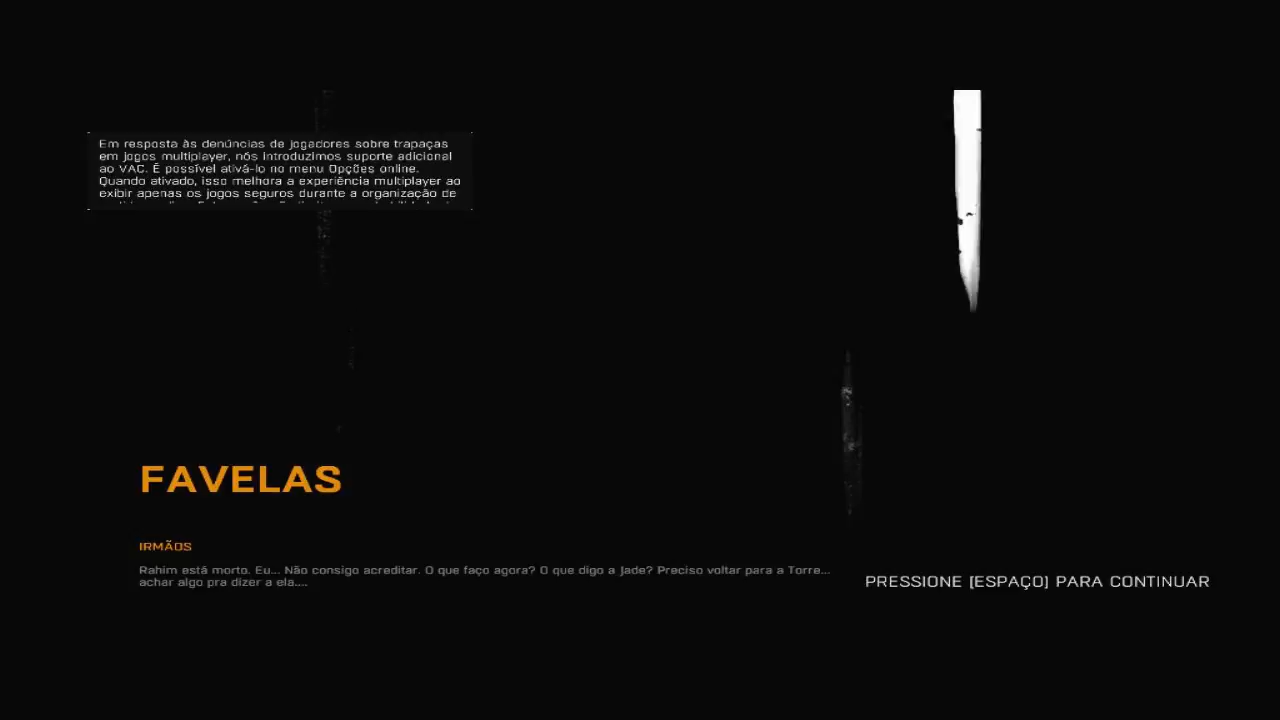 Em resposta às denúncias de jogadores sobre trapaças
em jogos multiplayer, nós introduzimos suporte adicional
ao VAC. É possível ativá-lo no menu Opções online.
Quando ativado, isso melhora a experiência multiplayer ao
exibir apenas os jogos seguros durante a organização de
FAVELAS
IRMÃOS
Rahim está morto. Eu... Não consigo acreditar. O que faço agora? O que digo a Jade? Preciso voltar para a Torre...
achar algo pra dizer a ela....
PRESSIONE [ESPAÇO] PARA CONTINUAR